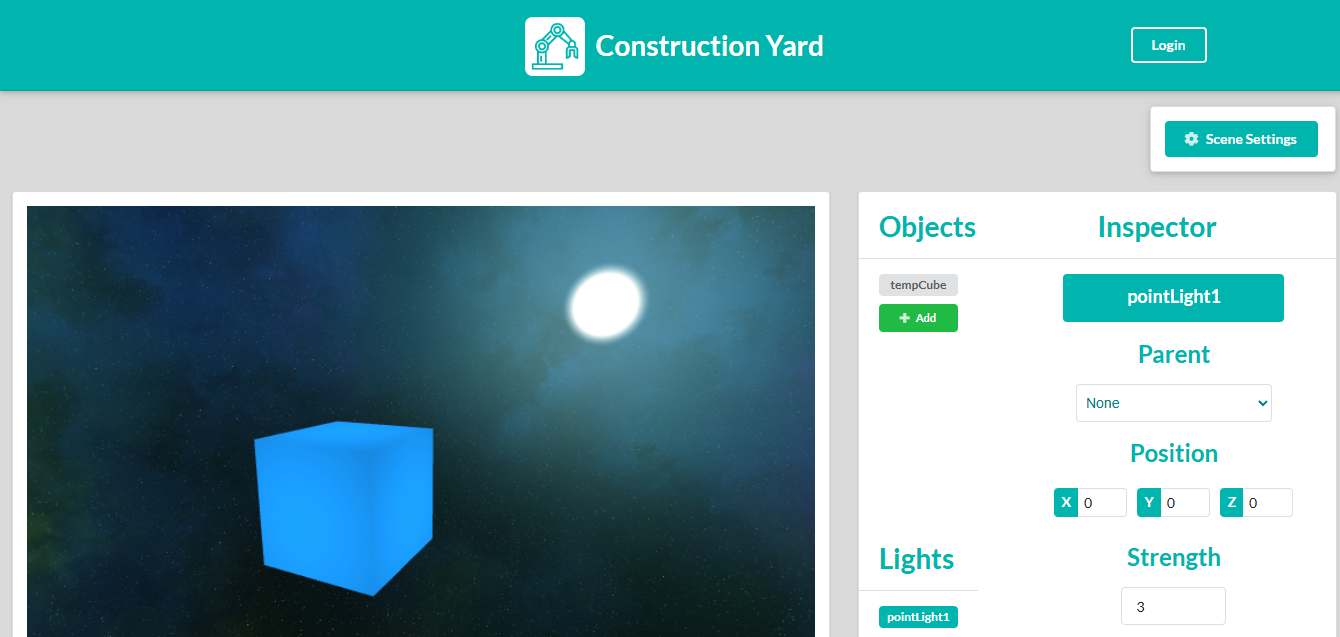 Construction Yard
Login
Scene Settings
Objects
tempCube
Add
Lights
pointLight1
Inspector
pointLight1
Parent
None
Position
X 0 Y 0 Z 0
Strength
3